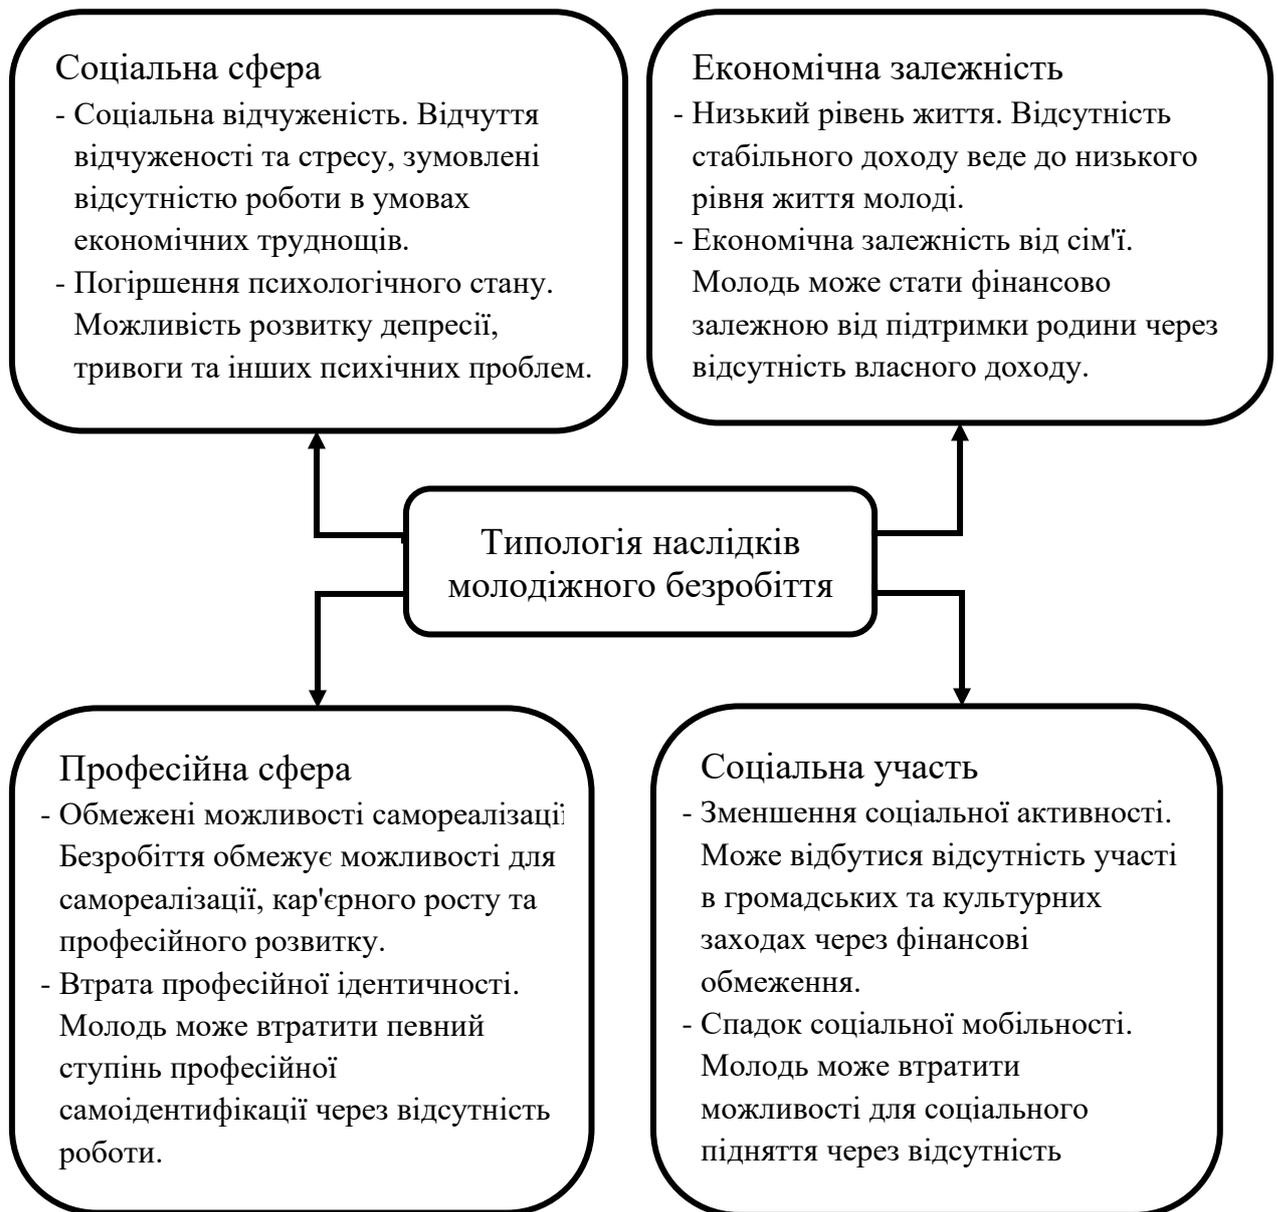 Соціальна сфера
- Соціальна відчуженість. Відчуття
відчуженості та стресу, зумовлені
відсутністю роботи в умовах
економічних труднощів.
- Погіршення психологічного стану.
Можливість розвитку депресії,
тривоги та інших психічних проблем.
Економічна залежність
- Низький рівень життя. Відсутність
стабільного доходу веде до низького
рівня життя молоді.
- Економічна залежність від сім'ї.
Молодь може стати фінансово
залежною від підтримки родини через
відсутність власного доходу.
Типологія наслідків
молодіжного безробіття
Професійна сфера
- Обмежені можливості самореалізації
Безробіття обмежує можливості для
самореалізації, кар'єрного росту та
професійного розвитку.
- Втрата професійної ідентичності.
Молодь може втратити певний
ступінь професійної
самоідентифікації через відсутність
роботи.
Соціальна участь
- Зменшення соціальної активності.
Може відбутися відсутність участі
в громадських та культурних
заходах через фінансові
обмеження.
- Спадок соціальної мобільності.
Молодь може втратити
можливості для соціального
підняття через відсутність